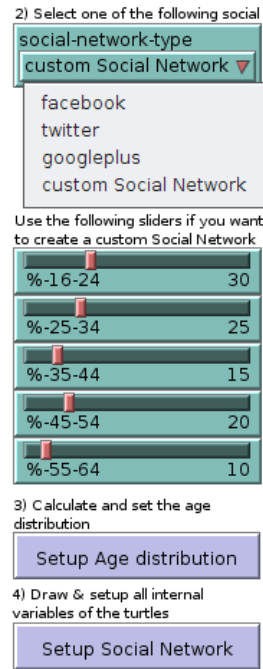 2) Select one of the following social
social-network-type
custom Social Network
facebook
twitter
googleplus
custom Social Network
Use the following sliders if you want
to create a custom Social Network
%-16-24 30
%-25-34 25
%-35-44 15
%-45-54 20
%-55-64 10
3) Calculate and set the age
distribution
Setup Age distribution
4) Draw & setup all internal
variables of the turtles
Setup Social Network